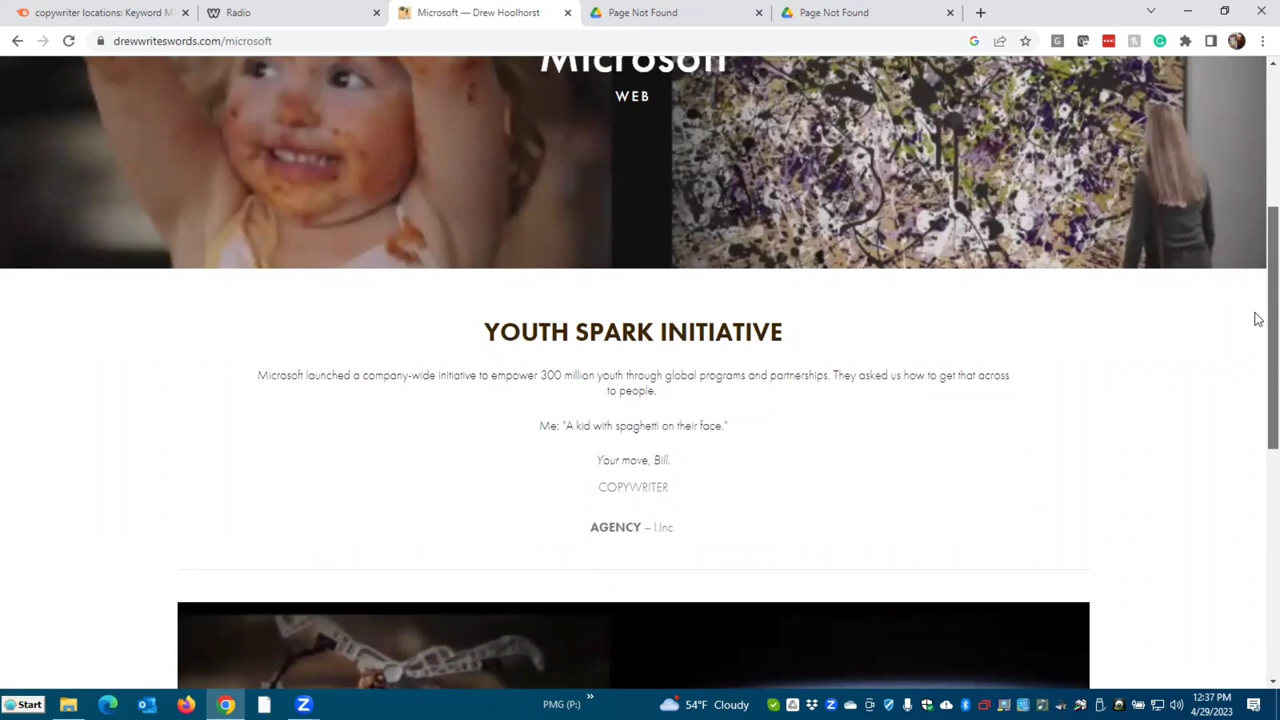 copywriter locations: Keyword M
Radio
Microsoft — Drew Hoolhorst
Page Not Found
Page Not Found
drewwriteswords.com/microsoft
Microsoft
WEB
YOUTH SPARK INITIATIVE
Microsoft launched a company-wide initiative to empower 300 million youth through global programs and partnerships. They asked us how to get that across
to people.
Me: "A kid with spaghetti on their face."
Your move, Bill.
COPYWRITER
AGENCY – I.Inc
Start
PMG (P:)
»
54°F Cloudy
12:37 PM
4/29/2023